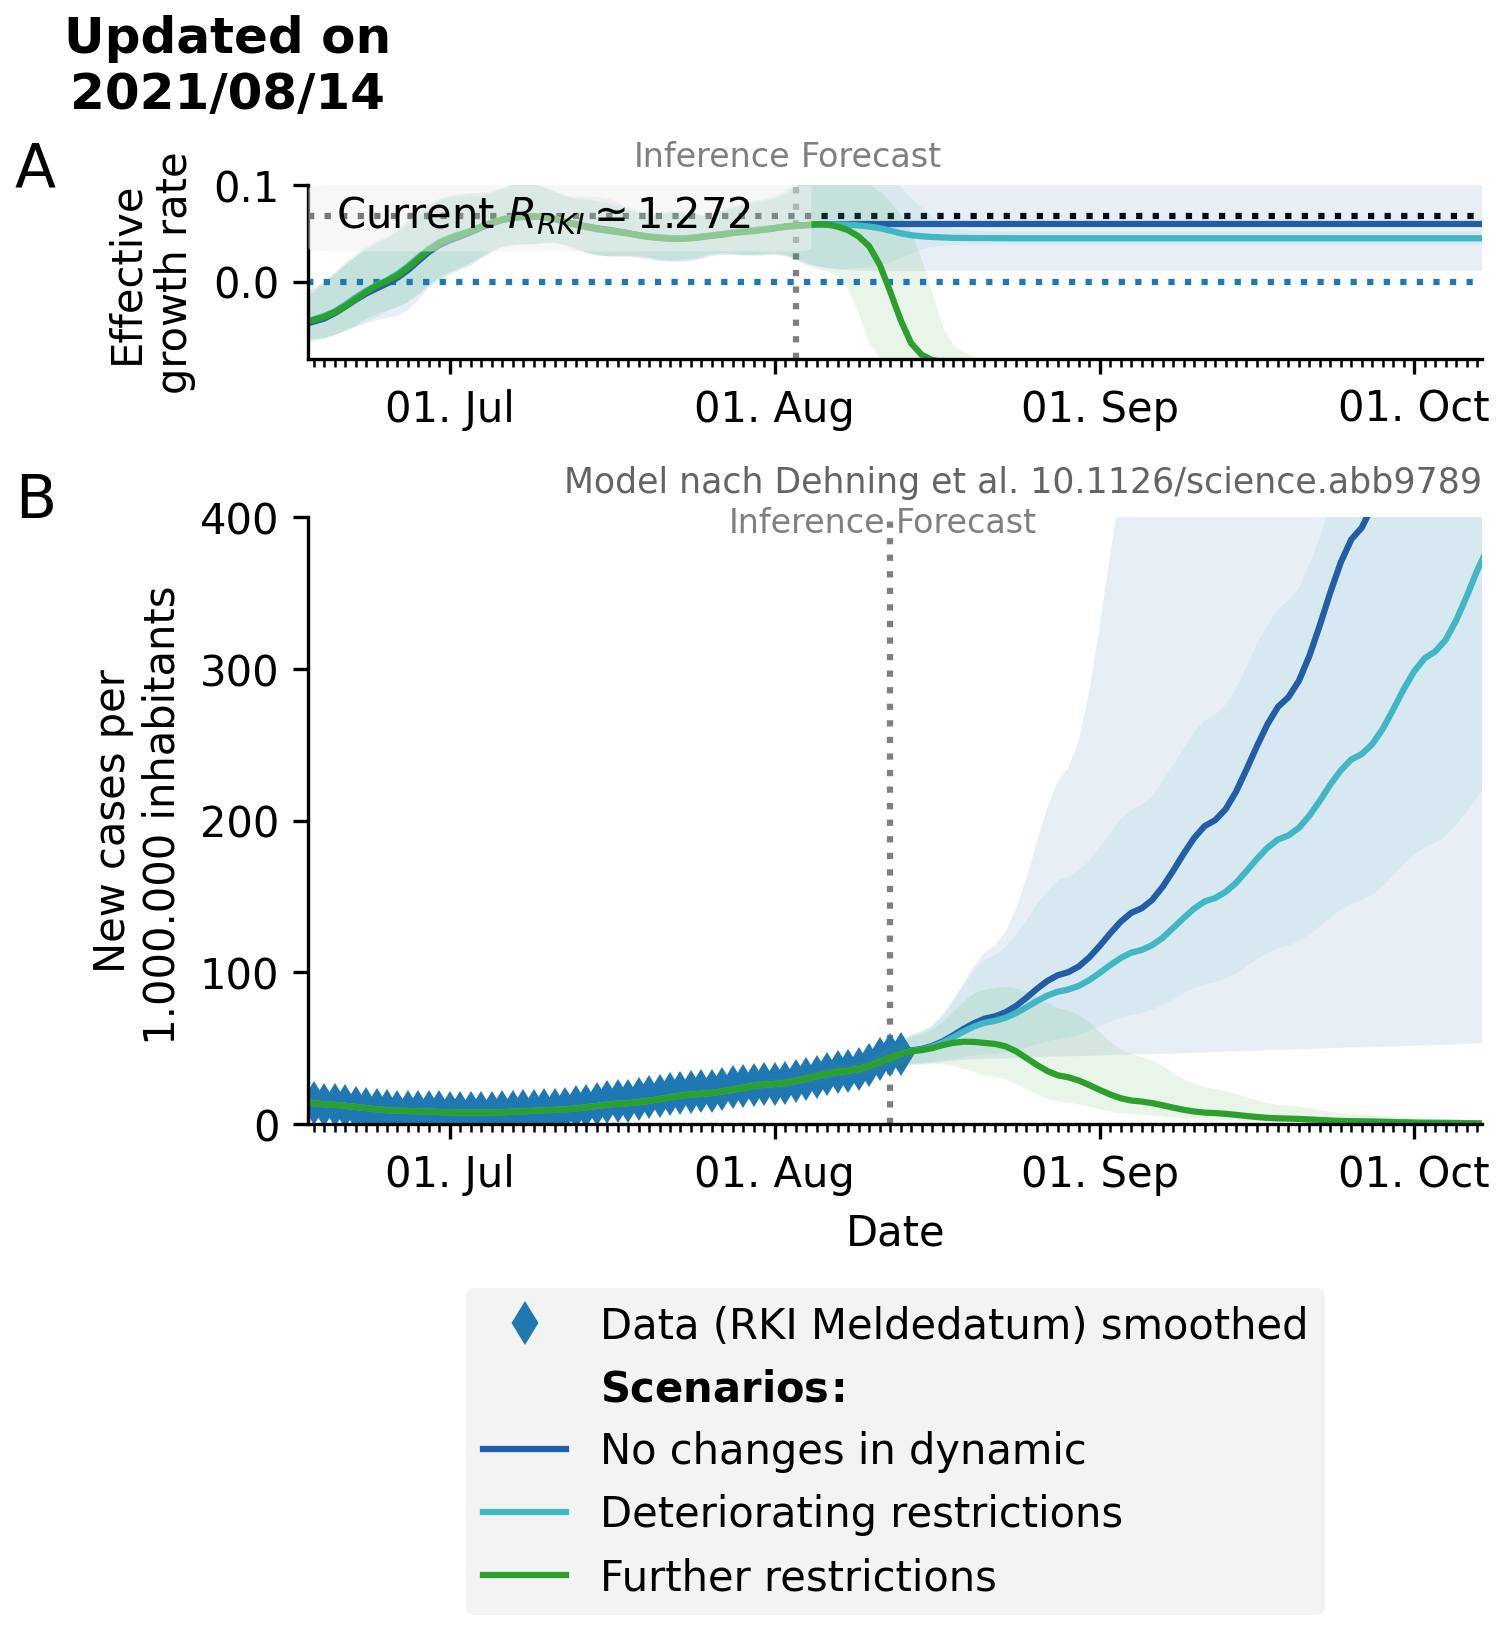 Updated on
2021/08/14
A
Inference Forecast
Effective
growth rate
0.1
0.0
Current R_RKI ≃ 1.272
01. Jul 01. Aug 01. Sep 01. Oct
B
Model nach Dehning et al. 10.1126/science.abb9789
Inference Forecast
New cases per
1.000.000 inhabitants
400
300
200
100
0
01. Jul 01. Aug 01. Sep 01. Oct
Date
Data (RKI Meldedatum) smoothed
Scenarios:
No changes in dynamic
Deteriorating restrictions
Further restrictions